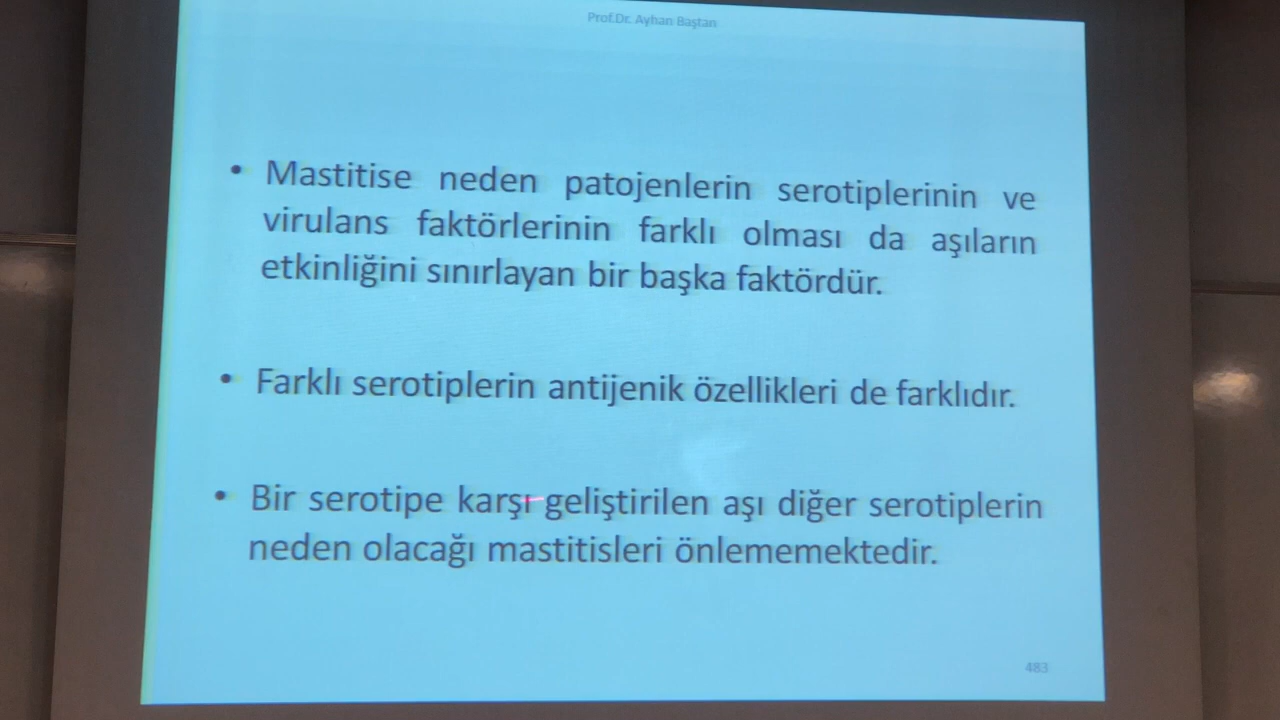 Prof.Dr. Ayhan Baştan
• Mastitise neden patojenlerin serotiplerinin ve
virulans faktörlerinin farklı olması da aşıların
etkinliğini sınırlayan bir başka faktördür.
• Farklı serotiplerin antijenik özellikleri de farklıdır.
• Bir serotipe karşı geliştirilen aşı diğer serotiplerin
neden olacağı mastitisleri önlememektedir.
483